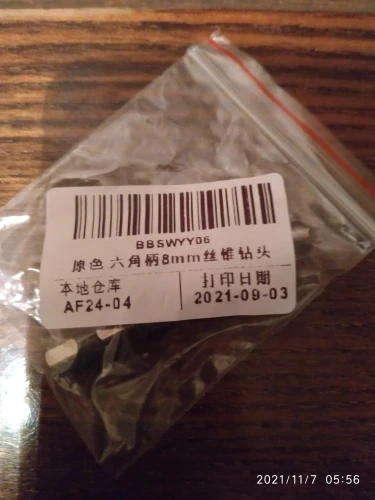 BBSWYY06
原色 六角柄8mm丝锥钻头
本地仓库
AF24-04
打印日期
2021-09-03
2021/11/7 05:56